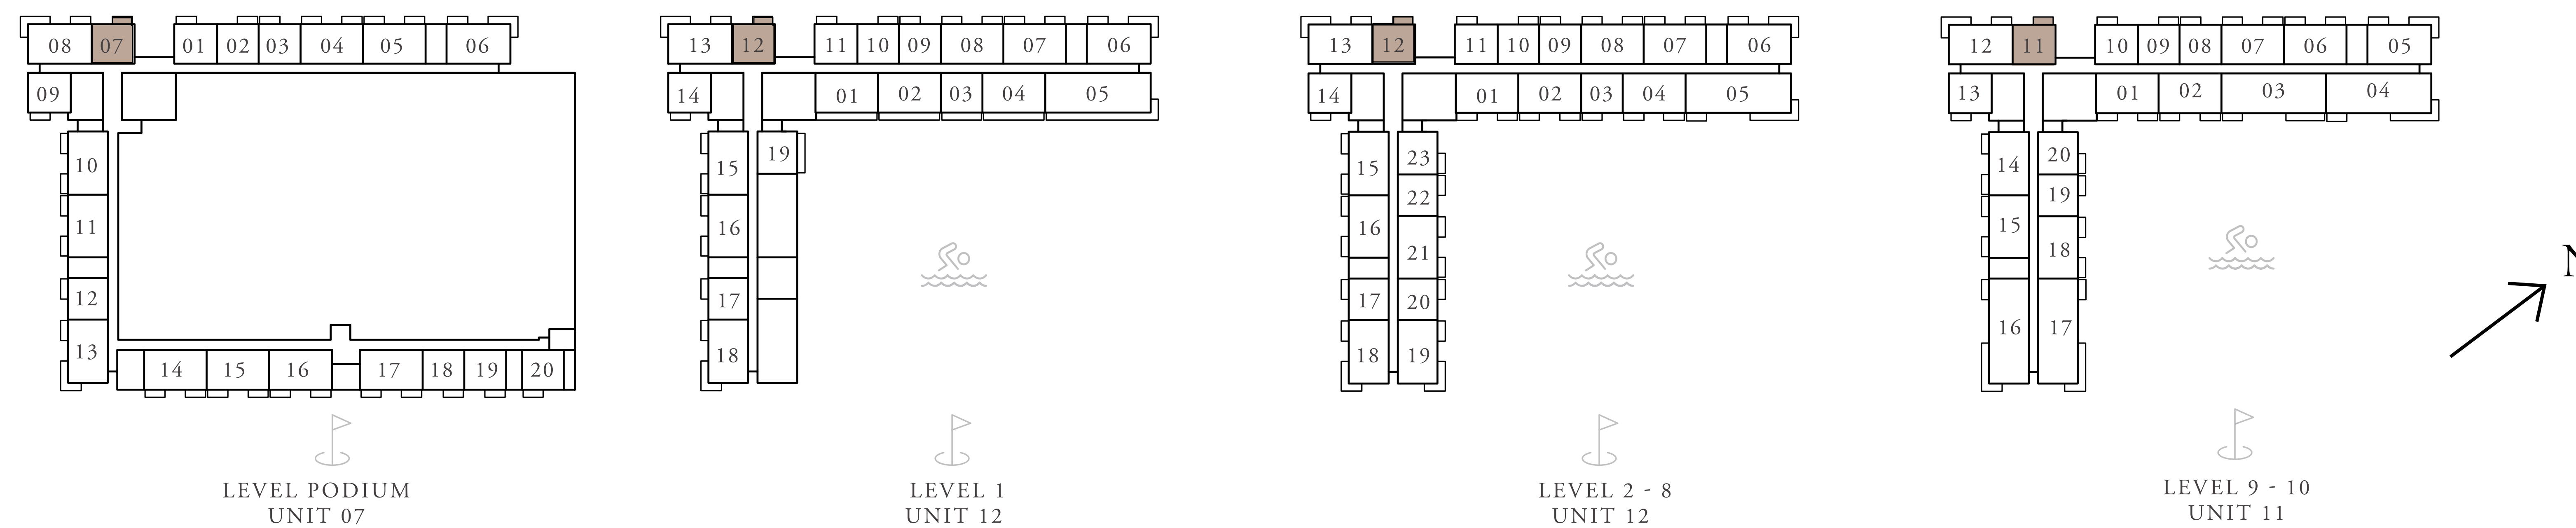 08 07 01 02 03 04 05 06
09
10
11
12
13
14 15 16 17 18 19 20
LEVEL PODIUM
UNIT 07
13 12 11 10 09 08 07 06
14 01 02 03 04 05
19
15
16
17
18
LEVEL 1
UNIT 12
13 12 11 10 09 08 07 06
14 01 02 03 04 05
15 23
22
16
21
17 20
18 19
LEVEL 2 - 8
UNIT 12
12 11 10 09 08 07 06 05
13 01 02 03 04
14 20
19
15
18
16 17
LEVEL 9 - 10
UNIT 11